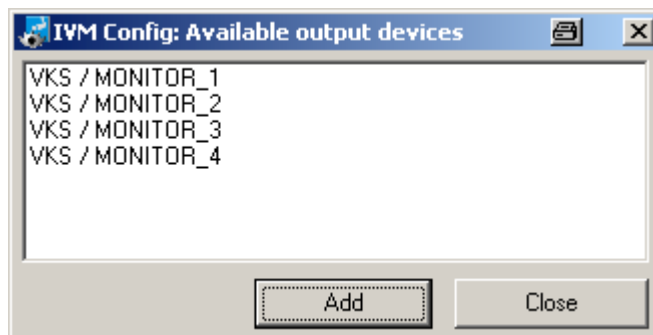 IVM Config: Available output devices
VKS / MONITOR_1
VKS / MONITOR_2
VKS / MONITOR_3
VKS / MONITOR_4
Add
Close